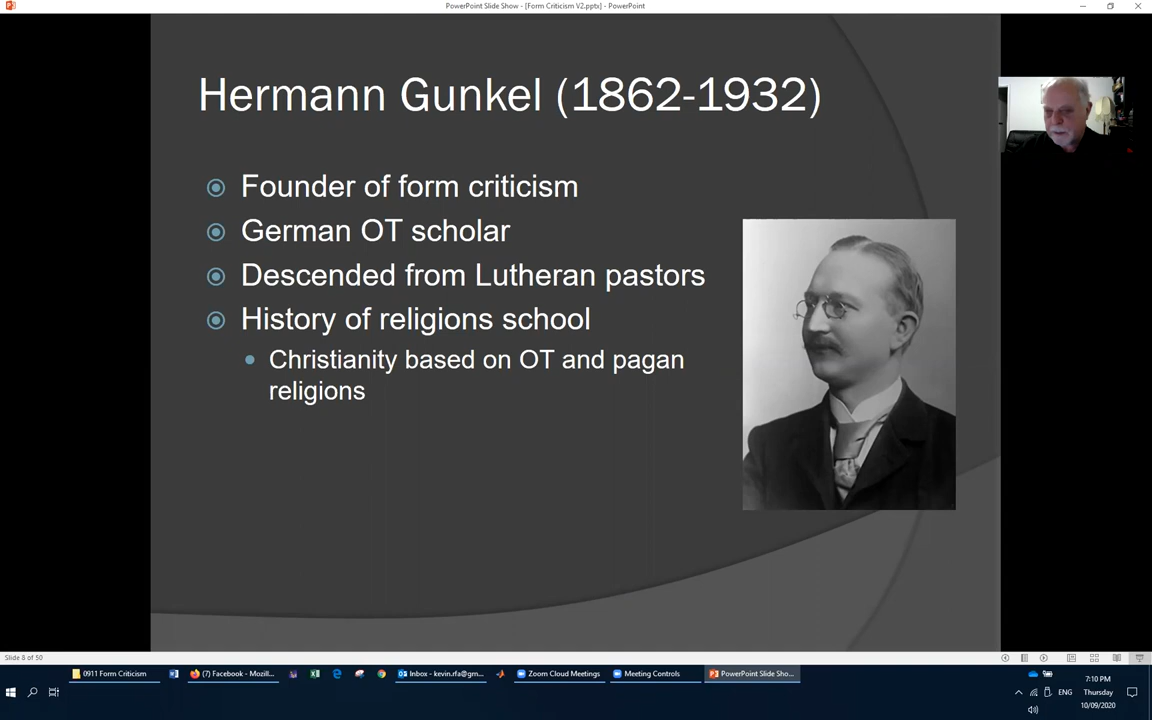 PowerPoint Slide Show - [Form Criticism V2.pptx] - PowerPoint
Hermann Gunkel (1862-1932)
Founder of form criticism
German OT scholar
Descended from Lutheran pastors
History of religions school
Christianity based on OT and pagan
religions
Slide 8 of 50
0911 Form Criticism
(7) Facebook - Mozill...
Inbox - kevin.rfa@gm...
Zoom Cloud Meetings
Meeting Controls
PowerPoint Slide Sho...
ENG
7:10 PM
Thursday
10/09/2020